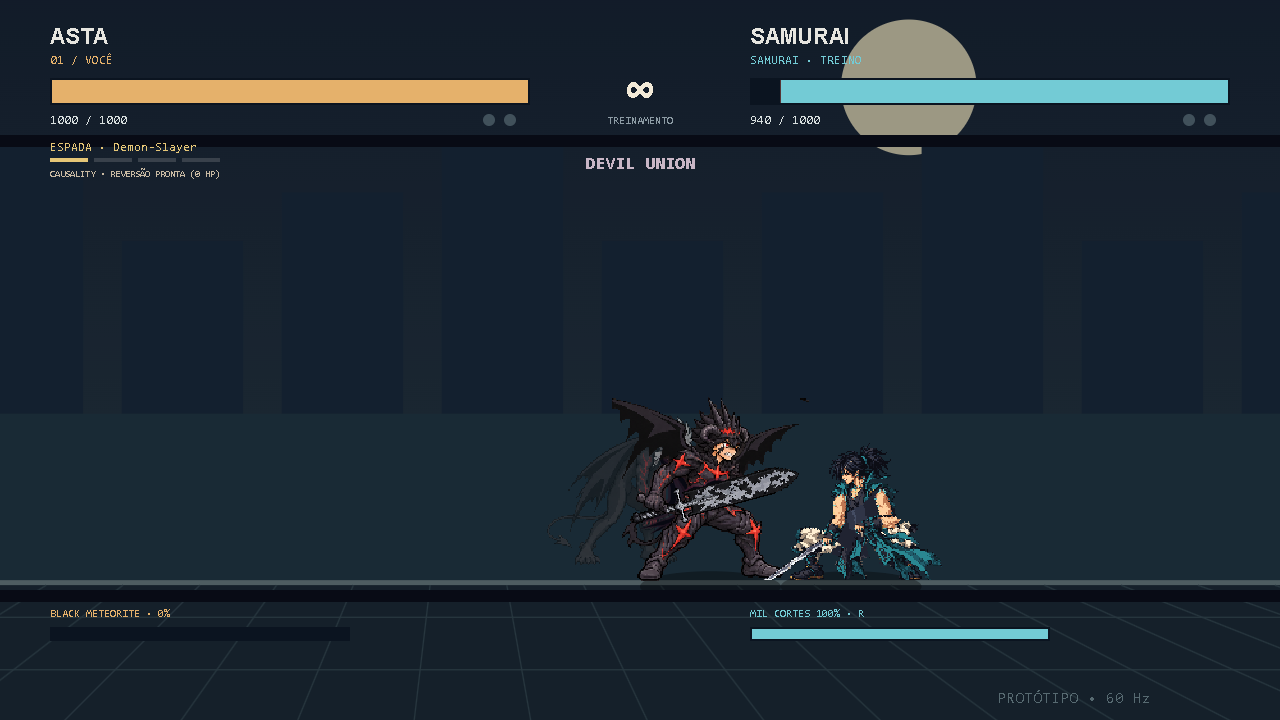 ASTA
01 / VOCÊ
1000 / 1000
∞
TREINAMENTO
SAMURAI
SAMURAI · TREINO
940 / 1000
ESPADA · Demon-Slayer
CAUSALITY · REVERSÃO PRONTA (0 HP)
DEVIL UNION
BLACK METEORITE · 0%
MIL CORTES 100% · R
PROTÓTIPO • 60 Hz